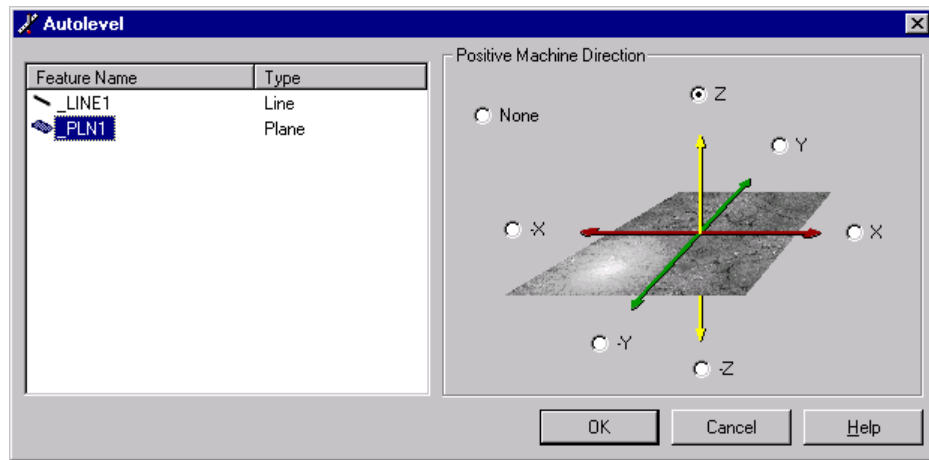 Autolevel
Feature Name Type
_LINE1 Line
_PLN1 Plane
Positive Machine Direction
None
Z
Y
-X
X
-Y
-Z
OK Cancel Help